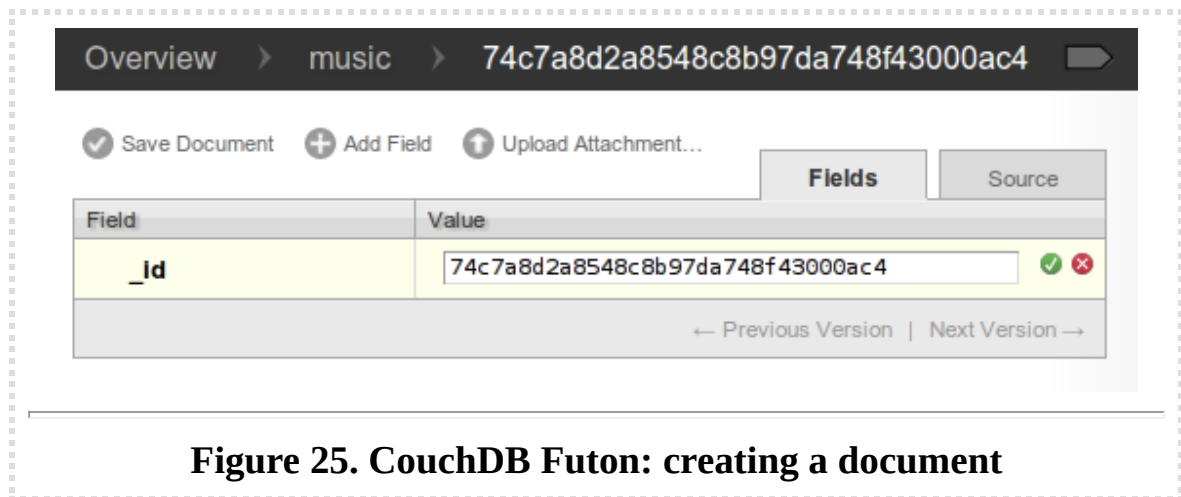 Overview music 74c7a8d2a8548c8b97da748f43000ac4
Save Document Add Field Upload Attachment...
Fields Source
Field Value
_id 74c7a8d2a8548c8b97da748f43000ac4
← Previous Version | Next Version →
Figure 25. CouchDB Futon: creating a document